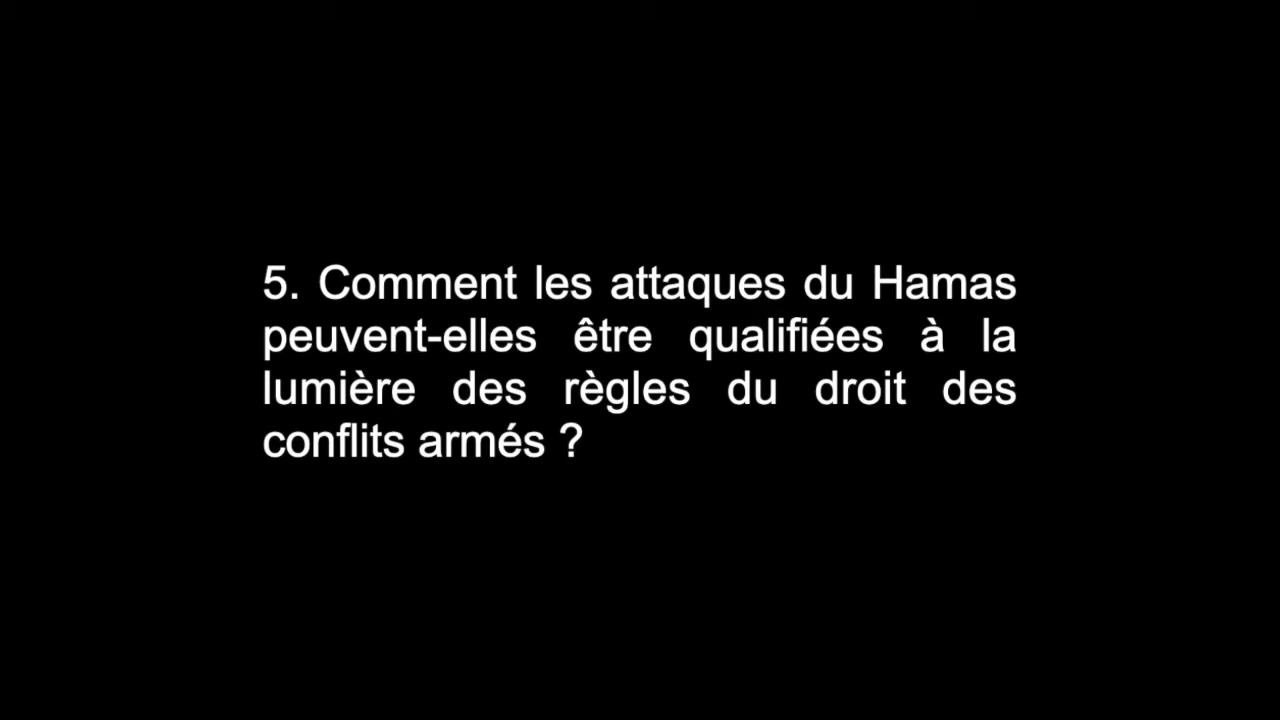 5. Comment les attaques du Hamas
peuvent-elles être qualifiées à la
lumière des règles du droit des
conflits armés ?